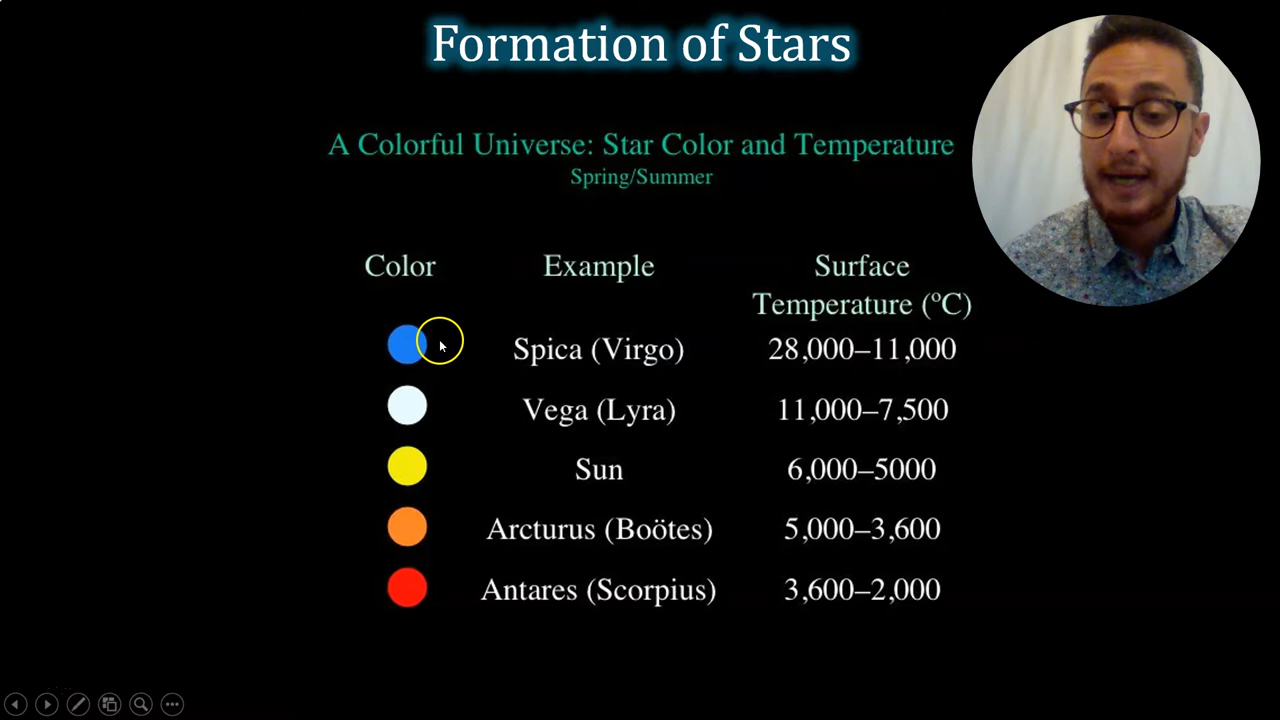 Formation of Stars
A Colorful Universe: Star Color and Temperature
Spring/Summer
Color Example Surface
Temperature (ºC)
Spica (Virgo) 28,000–11,000
Vega (Lyra) 11,000–7,500
Sun 6,000–5000
Arcturus (Boötes) 5,000–3,600
Antares (Scorpius) 3,600–2,000